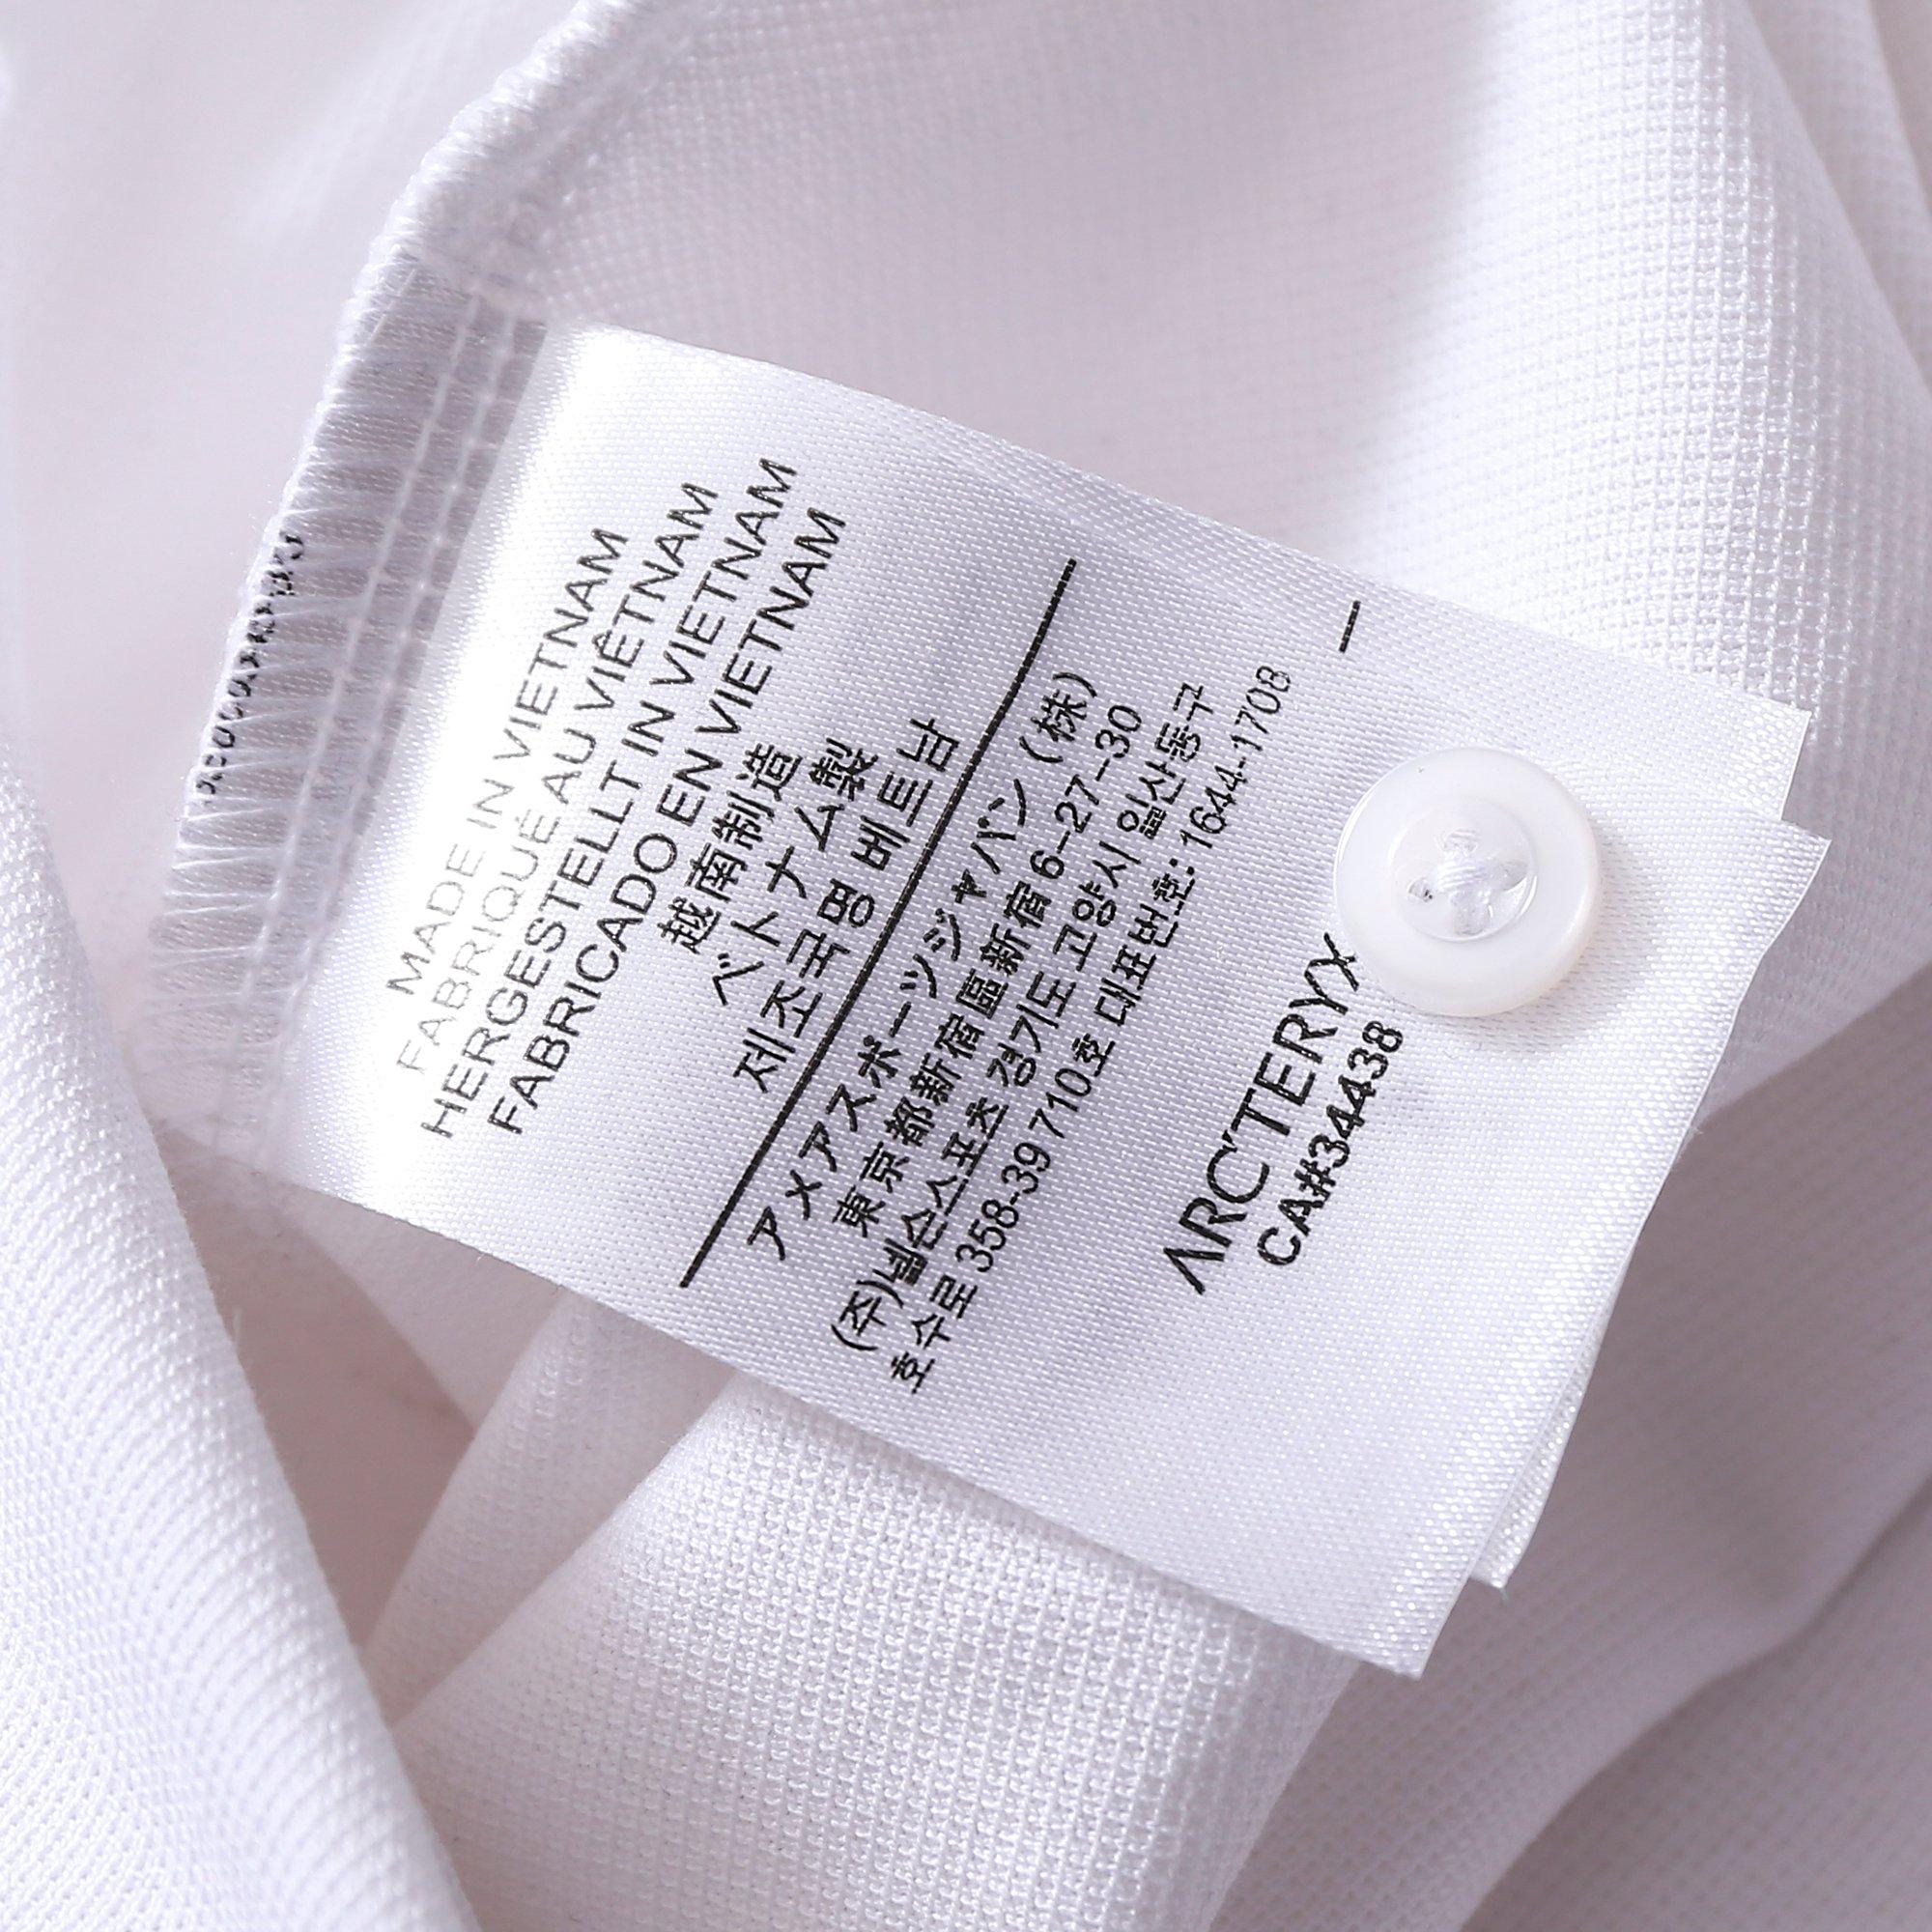 MADE IN VIETNAM
FABRIQUÉ AU VIÊTNAM
HERGESTELLT IN VIETNAM
FABRICADO EN VIETNAM
越南制造
ベトナム製
제조국명 베트남
アメアスポーツジャパン (株)
東京都新宿區新宿 6-27-30
(주)넬슨스포츠 경기도 고양시 일산동구
호수로 358-39 710호 대표번호: 1644-1708
ARC'TERYX
CA#34438